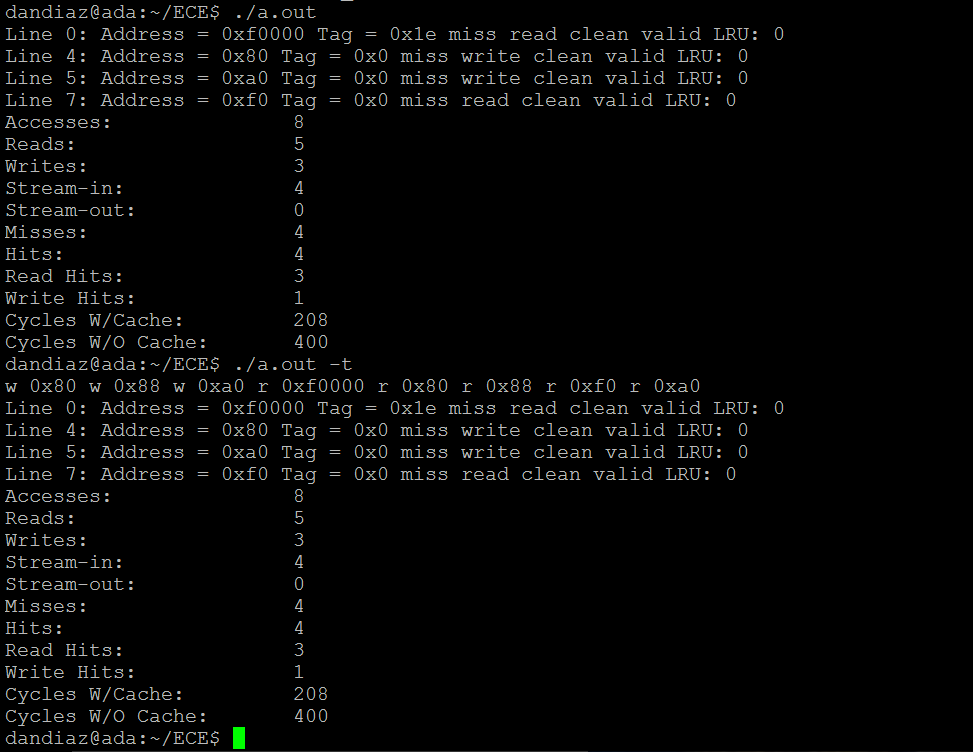 dandiaz@ada:~/ECE$ ./a.out
Line 0: Address = 0xf0000 Tag = 0x1e miss read clean valid LRU: 0
Line 4: Address = 0x80 Tag = 0x0 miss write clean valid LRU: 0
Line 5: Address = 0xa0 Tag = 0x0 miss write clean valid LRU: 0
Line 7: Address = 0xf0 Tag = 0x0 miss read clean valid LRU: 0
Accesses: 8
Reads: 5
Writes: 3
Stream-in: 4
Stream-out: 0
Misses: 4
Hits: 4
Read Hits: 3
Write Hits: 1
Cycles W/Cache: 208
Cycles W/O Cache: 400
dandiaz@ada:~/ECE$ ./a.out -t
w 0x80 w 0x88 w 0xa0 r 0xf0000 r 0x80 r 0x88 r 0xf0 r 0xa0
Line 0: Address = 0xf0000 Tag = 0x1e miss read clean valid LRU: 0
Line 4: Address = 0x80 Tag = 0x0 miss write clean valid LRU: 0
Line 5: Address = 0xa0 Tag = 0x0 miss write clean valid LRU: 0
Line 7: Address = 0xf0 Tag = 0x0 miss read clean valid LRU: 0
Accesses: 8
Reads: 5
Writes: 3
Stream-in: 4
Stream-out: 0
Misses: 4
Hits: 4
Read Hits: 3
Write Hits: 1
Cycles W/Cache: 208
Cycles W/O Cache: 400
dandiaz@ada:~/ECE$